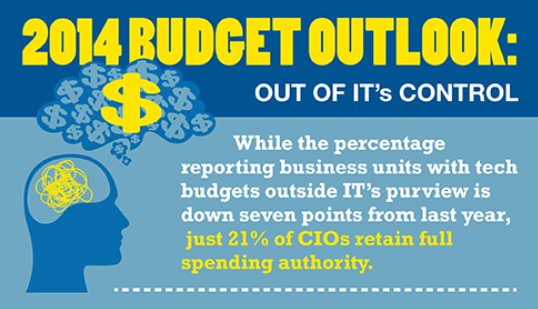 2014 BUDGET OUTLOOK:
OUT OF IT's CONTROL
$
While the percentage
reporting business units with tech
budgets outside IT's purview is
down seven points from last year,
just 21% of CIOs retain full
spending authority.